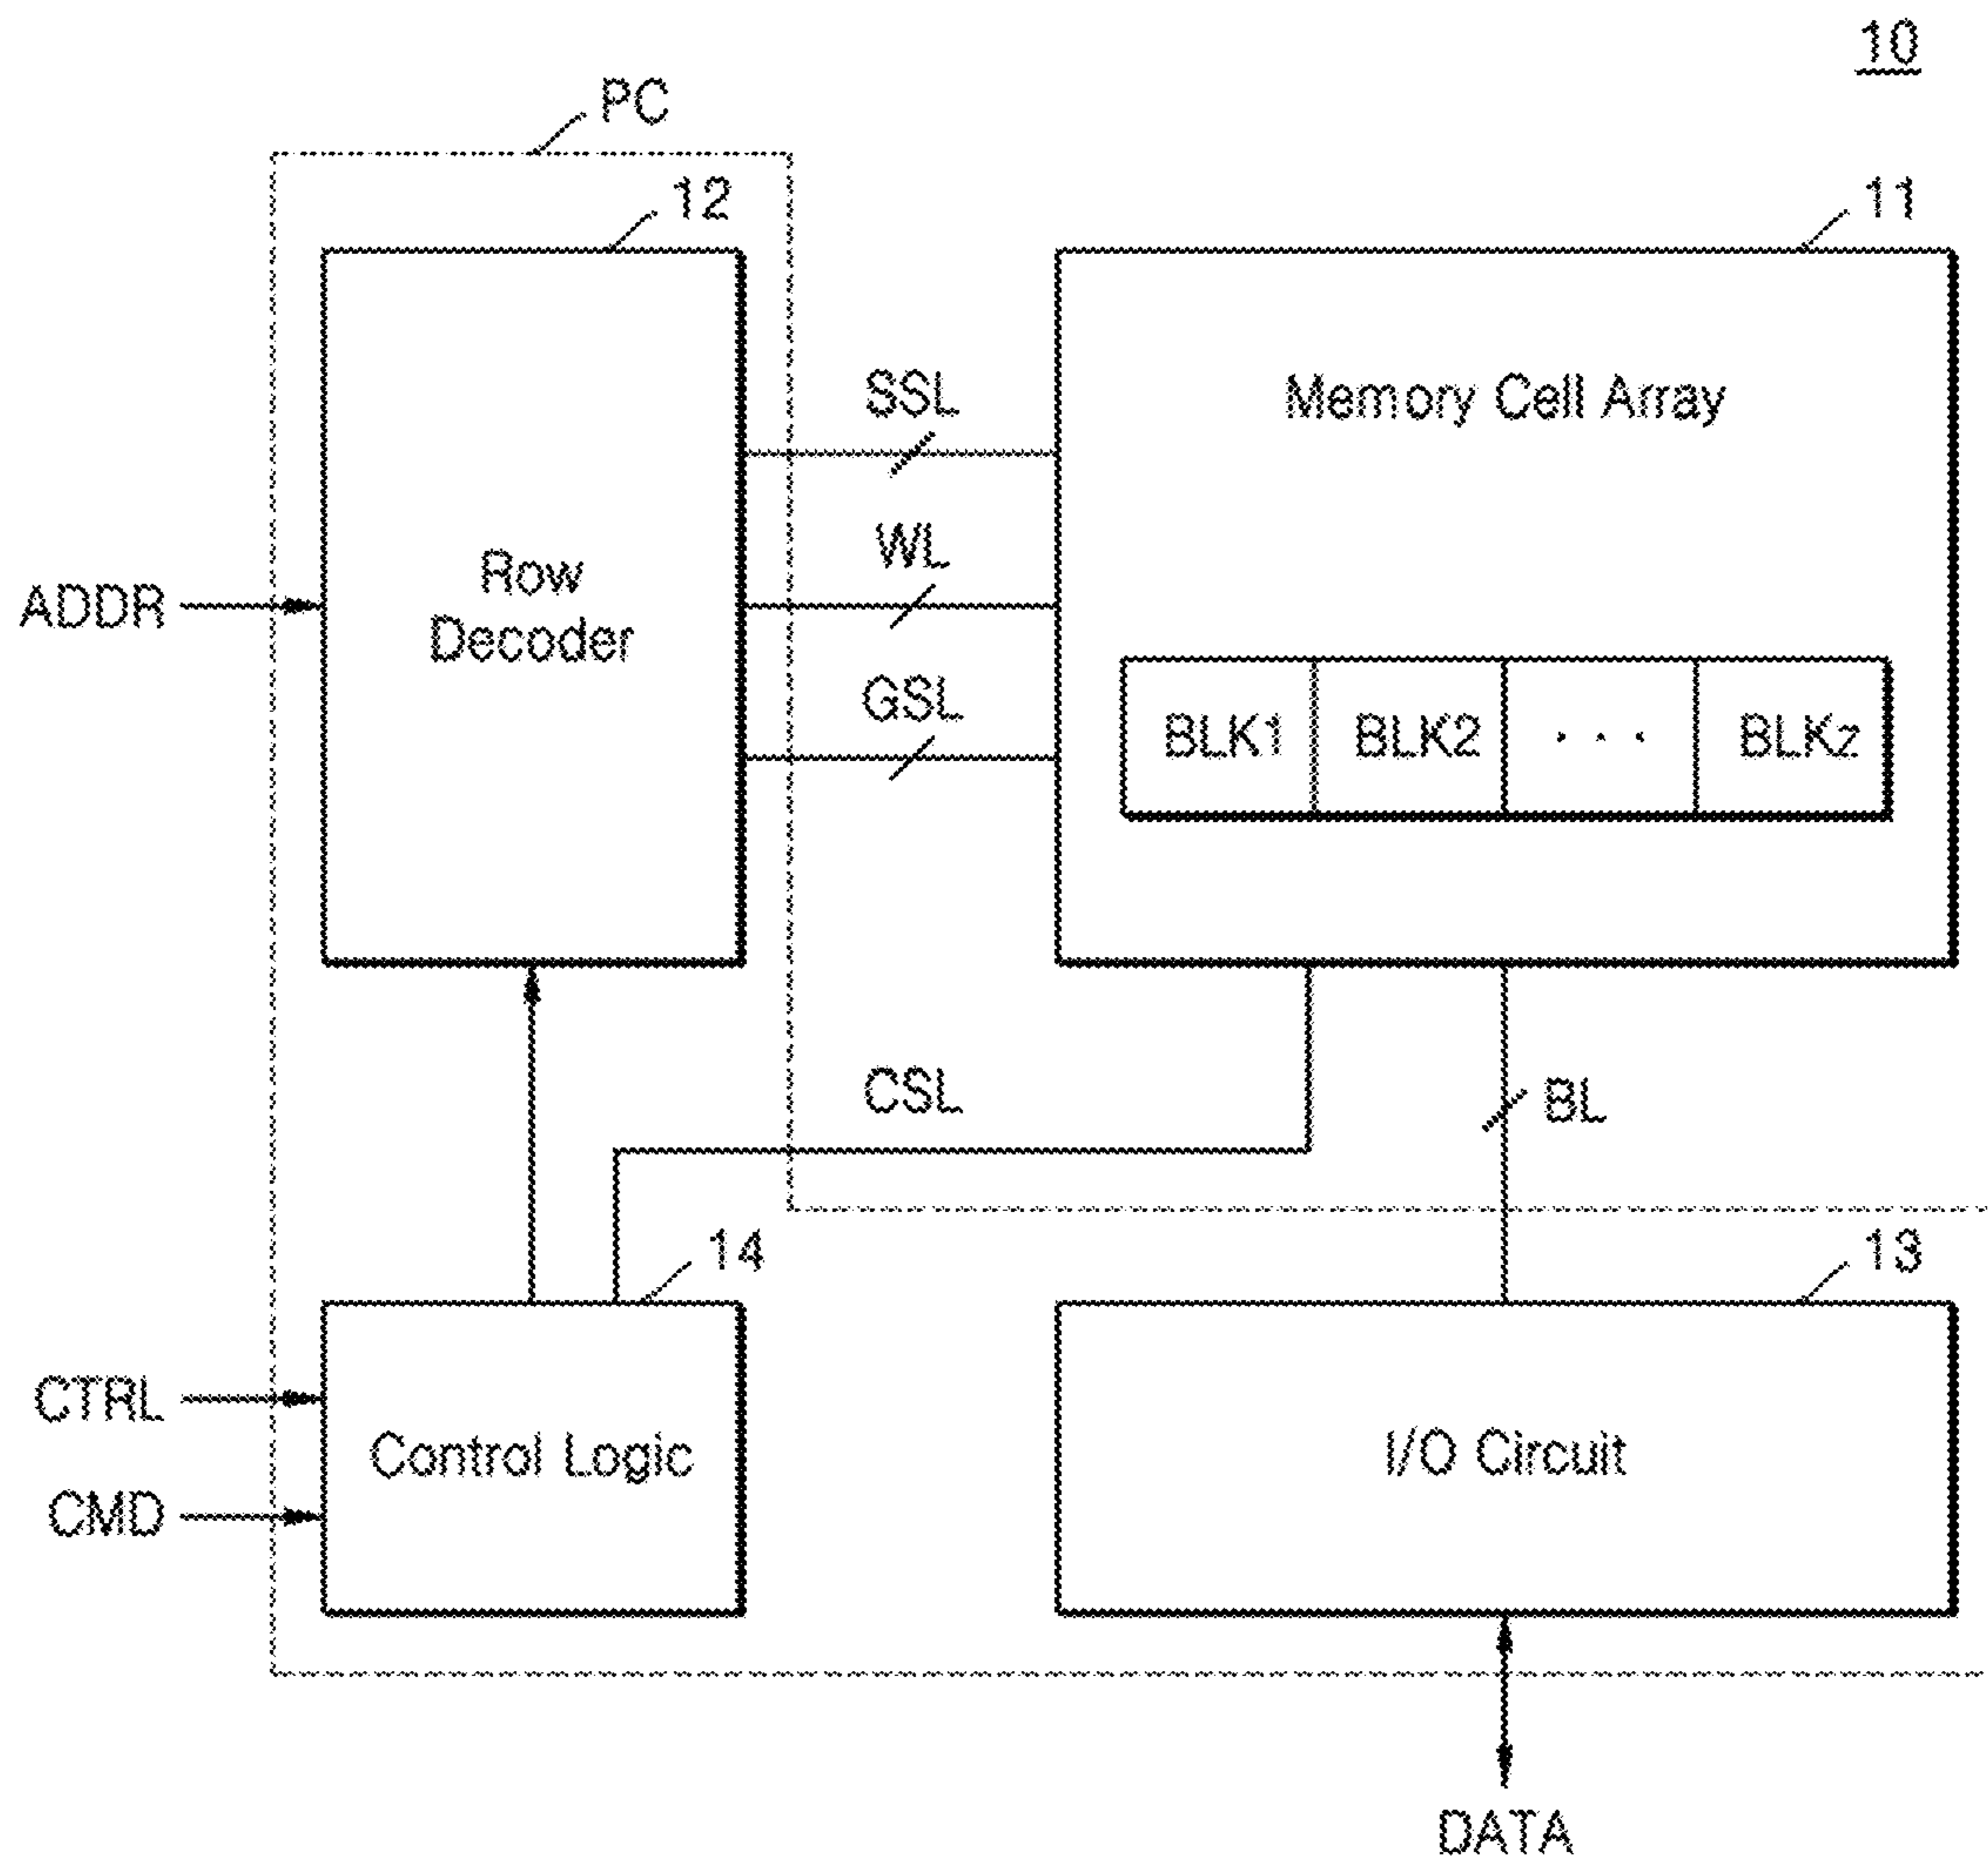 10
PC
12
11
SSL
Memory Cell Array
WL
ADDR
Row
Decoder
GSL
BLK1
BLK2
· · ·
BLKz
CSL
BL
14
13
CTRL
Control Logic
I/O Circuit
CMD
DATA